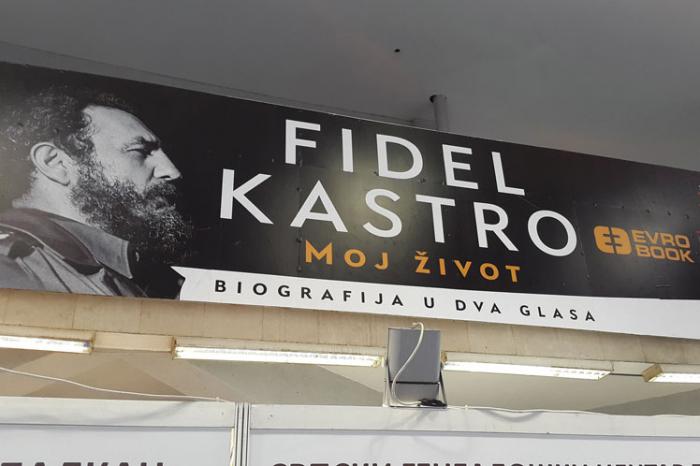 FIDEL
KASTRO
MOJ ŽIVOT
BIOGRAFIJA U DVA GLASA
EVRO
BOOK